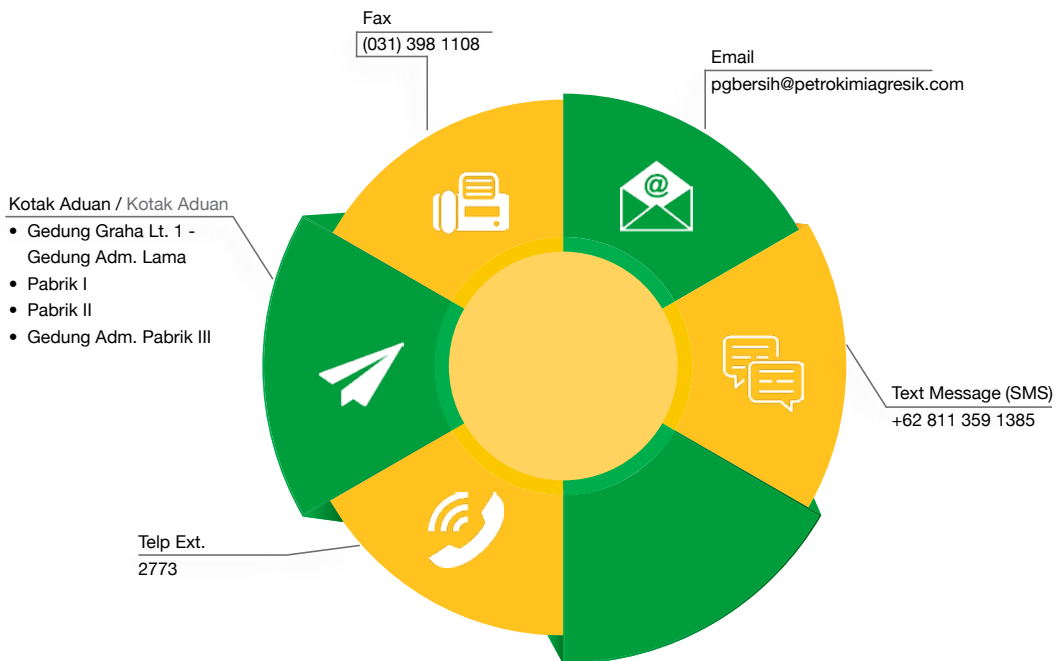 Fax
(031) 398 1108
Email
pgbersih@petrokimiagresik.com
Kotak Aduan / Kotak Aduan
• Gedung Graha Lt. 1 -
Gedung Adm. Lama
• Pabrik I
• Pabrik II
• Gedung Adm. Pabrik III
@
Text Message (SMS)
+62 811 359 1385
Telp Ext.
2773